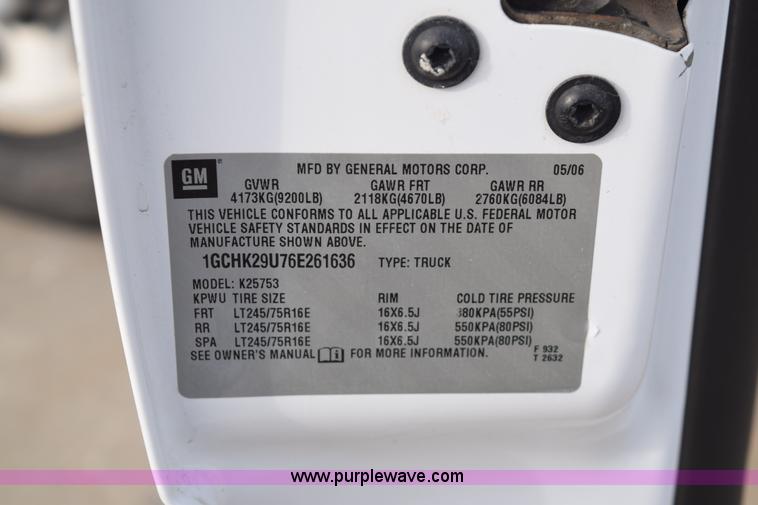 GM ® MFD BY GENERAL MOTORS CORP. 05/06
GVWR GAWR FRT GAWR RR
4173KG(9200LB) 2118KG(4670LB) 2760KG(6084LB)
THIS VEHICLE CONFORMS TO ALL APPLICABLE U.S. FEDERAL MOTOR
VEHICLE SAFETY STANDARDS IN EFFECT ON THE DATE OF
MANUFACTURE SHOWN ABOVE.
1GCHK29U76E261636 TYPE: TRUCK
MODEL: K25753
KPWU TIRE SIZE RIM COLD TIRE PRESSURE
FRT LT245/75R16E 16X6.5J 380KPA(55PSI)
RR LT245/75R16E 16X6.5J 550KPA(80PSI)
SPA LT245/75R16E 16X6.5J 550KPA(80PSI)
SEE OWNER'S MANUAL FOR MORE INFORMATION. F 932
T 2632
www.purplewave.com